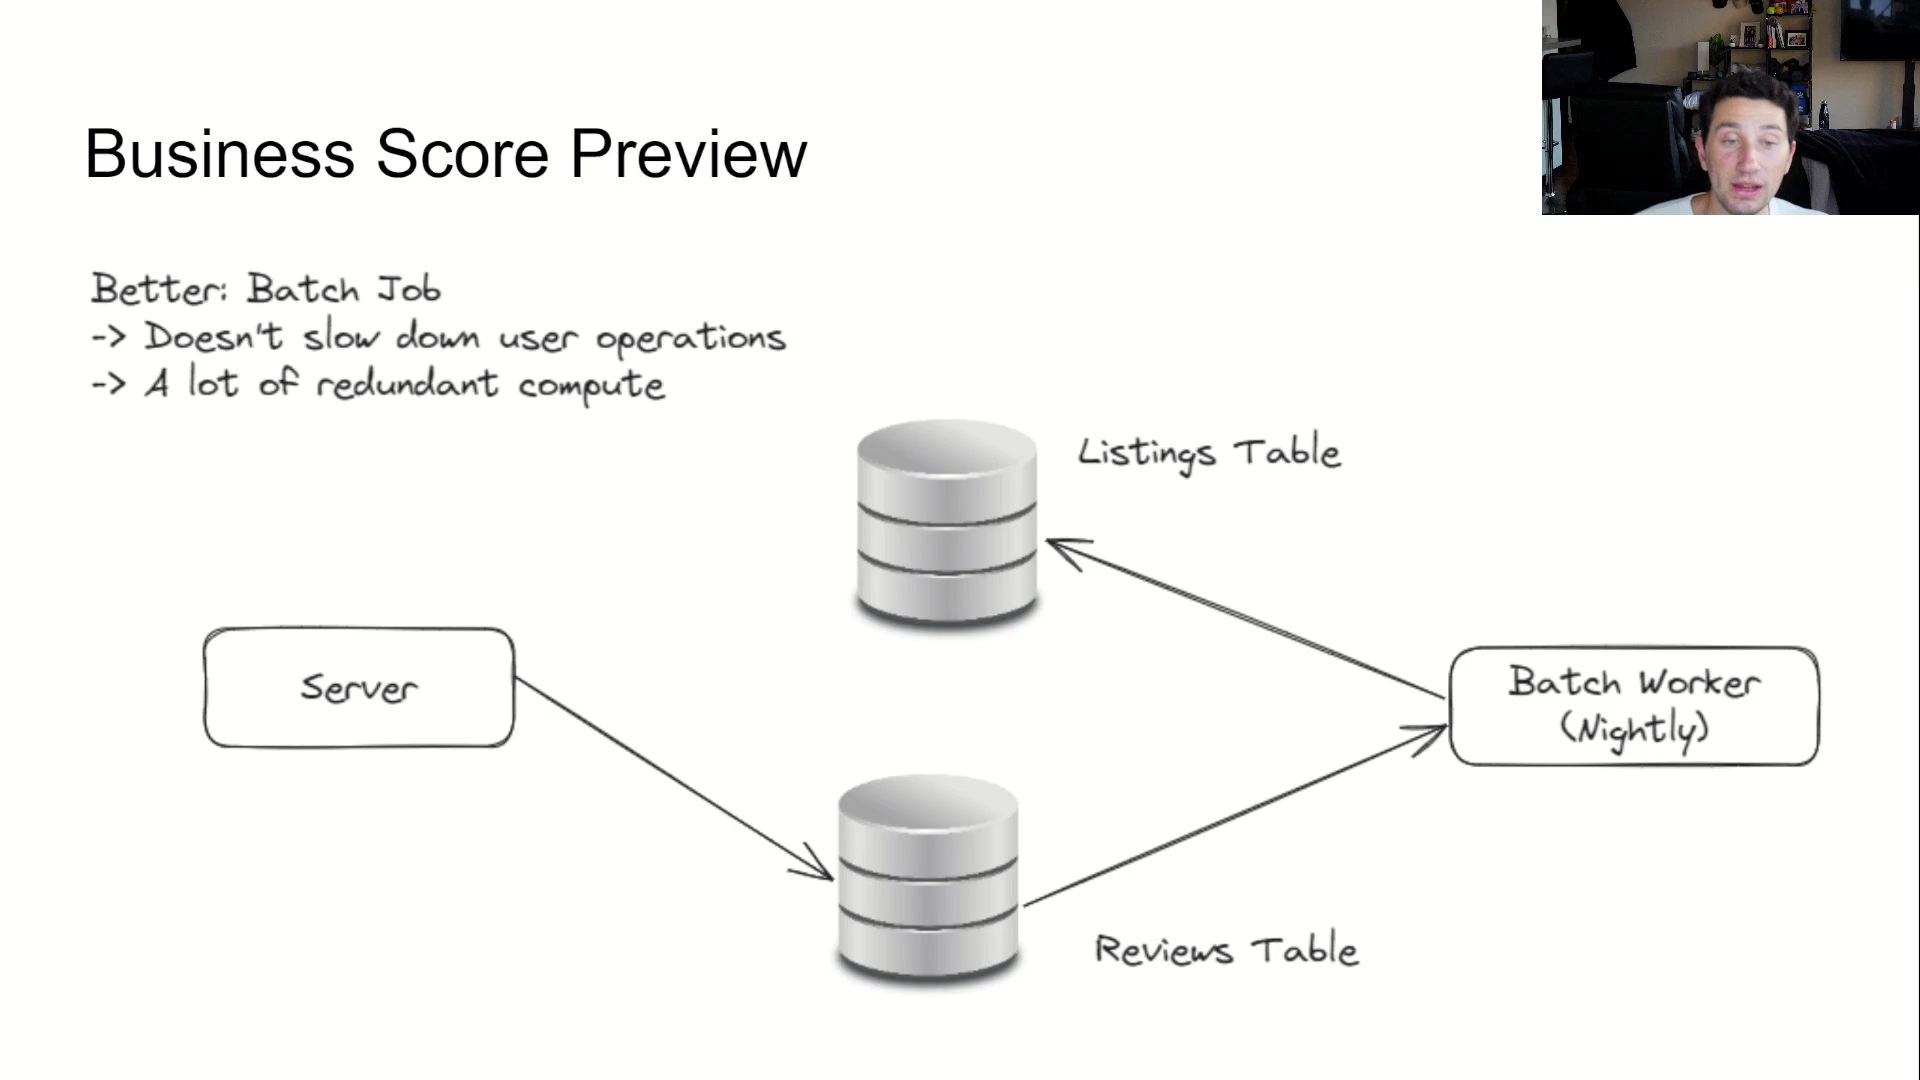 Business Score Preview
Better: Batch Job
-> Doesn't slow down user operations
-> A lot of redundant compute
Listings Table
Server
Batch Worker
(Nightly)
Reviews Table